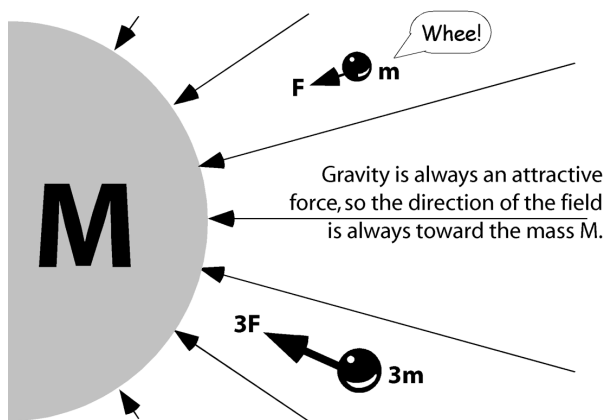 Whee!
F
m
Gravity is always an attractive
force, so the direction of the field
is always toward the mass M.
M
3F
3m